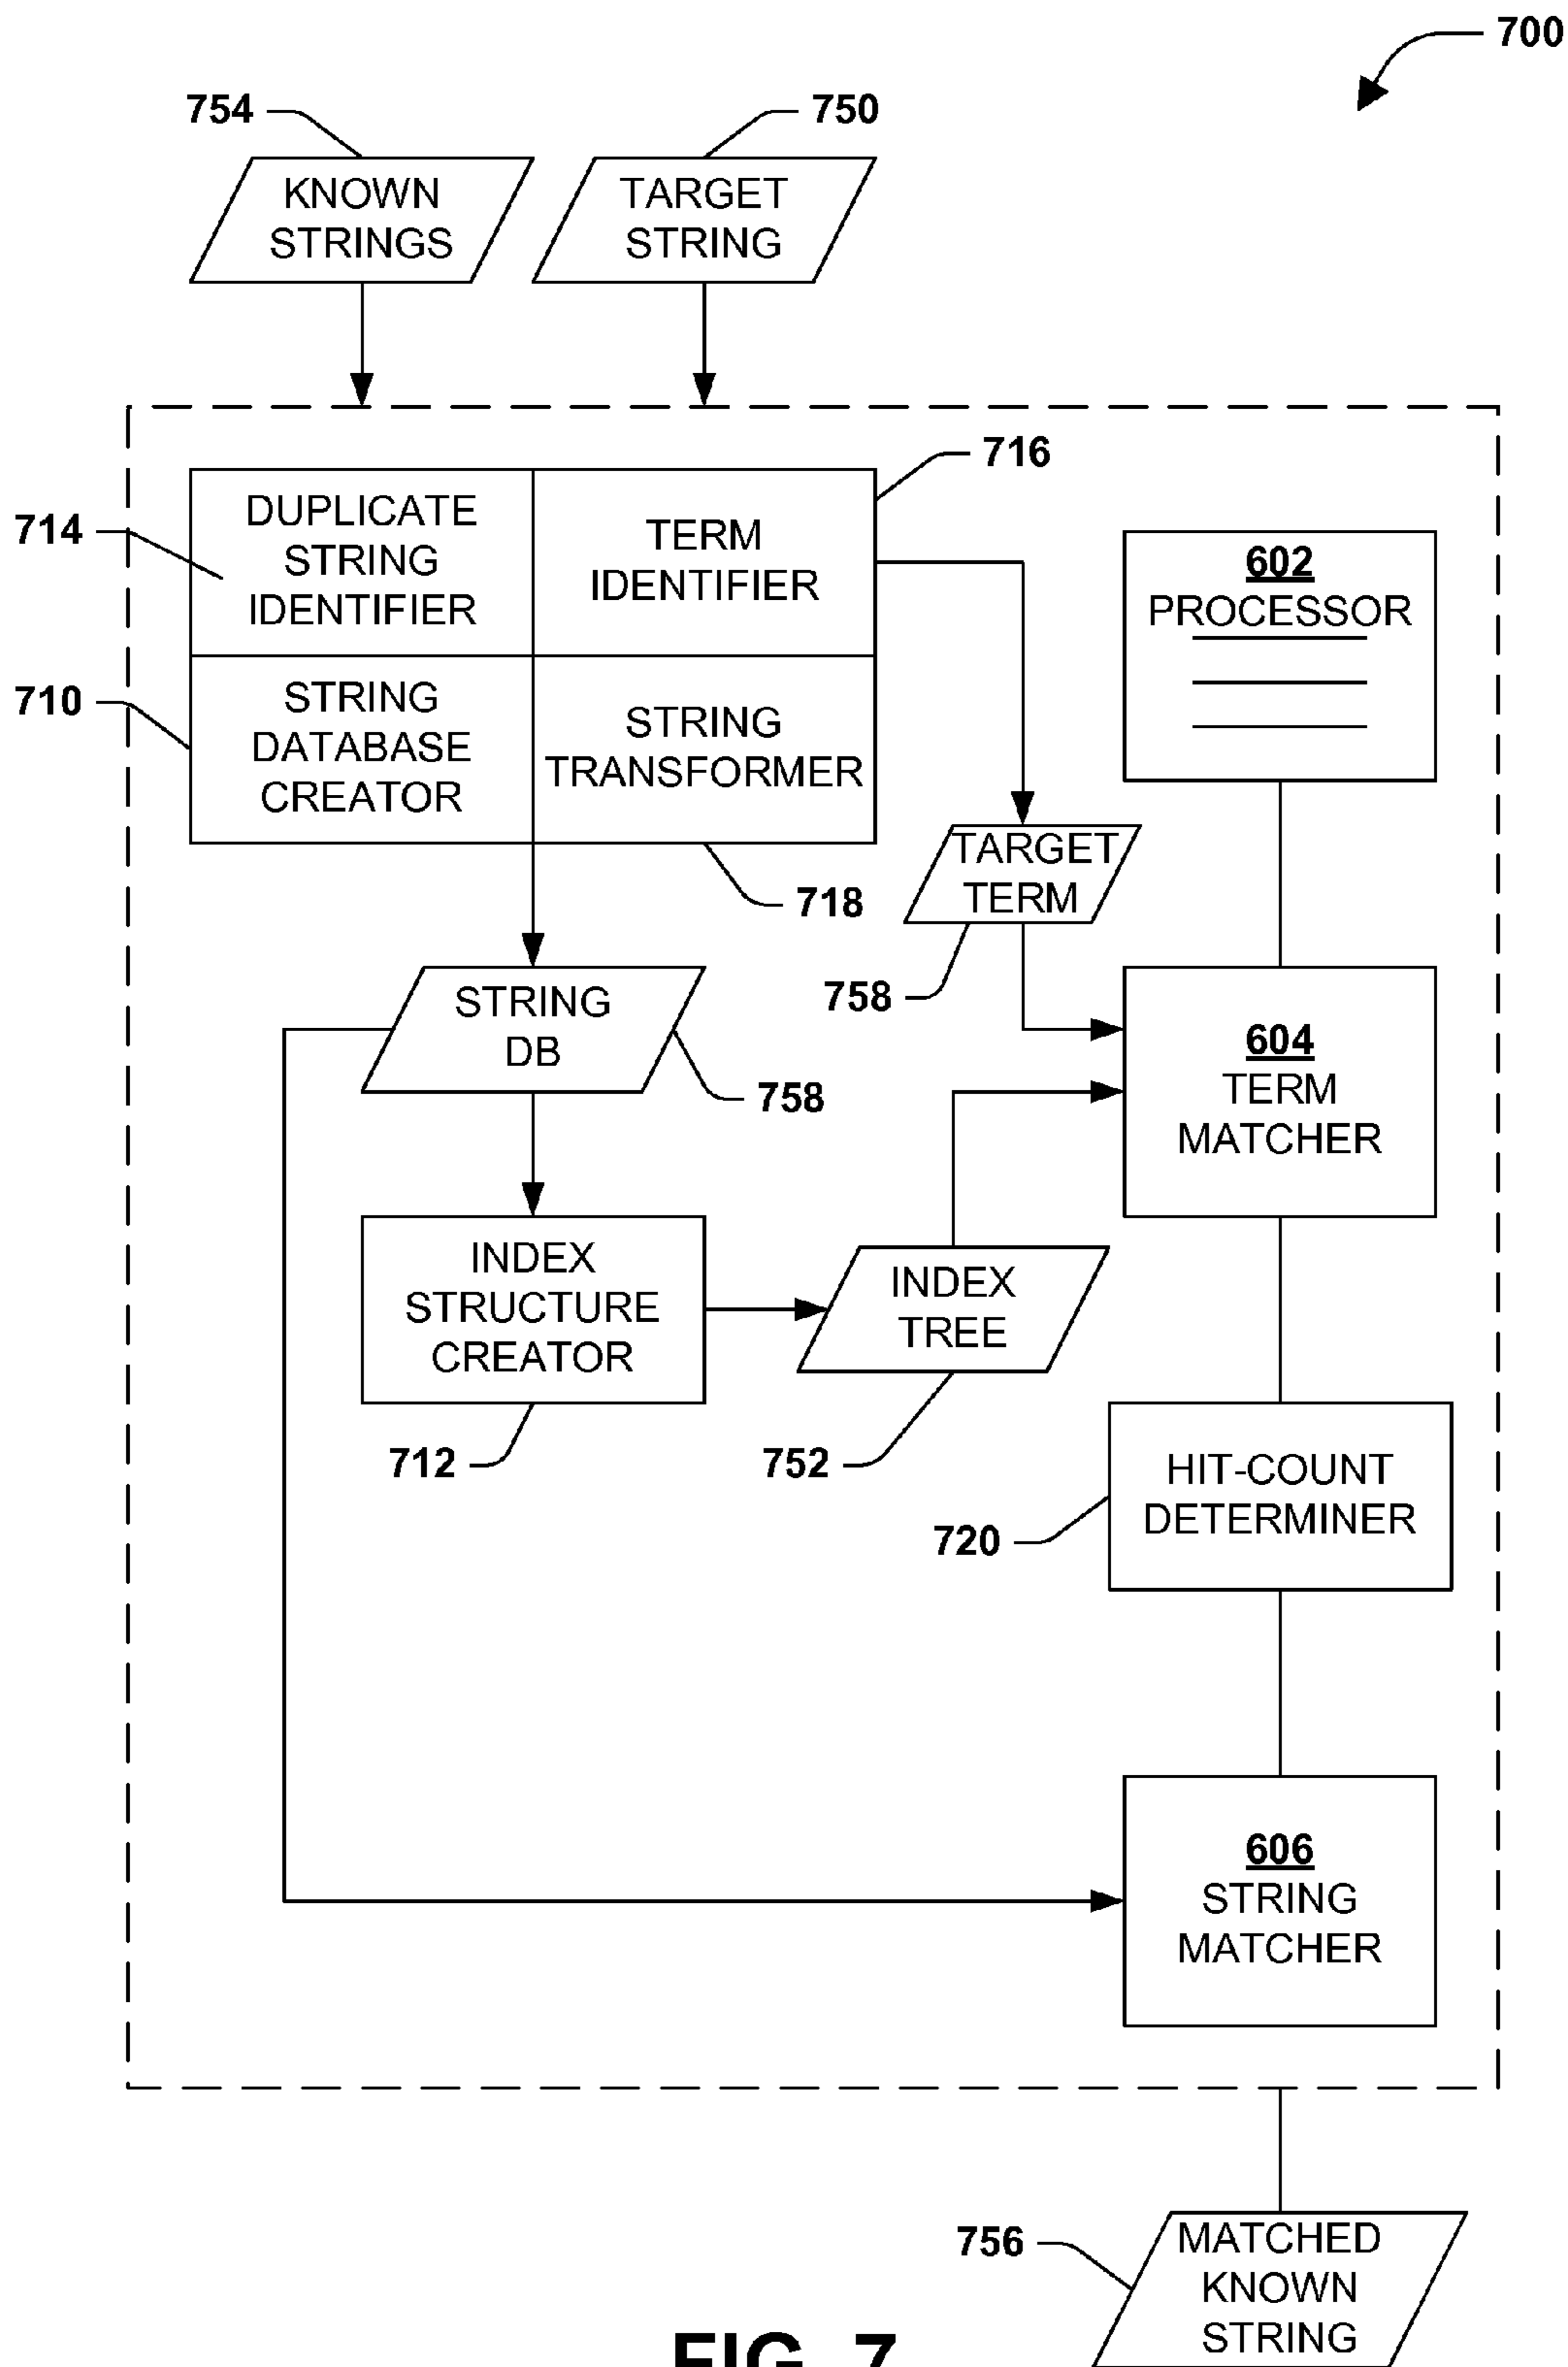 700
754
750
KNOWN
STRINGS
TARGET
STRING
716
714
DUPLICATE
STRING
IDENTIFIER
TERM
IDENTIFIER
602
PROCESSOR
710
STRING
DATABASE
CREATOR
STRING
TRANSFORMER
718
TARGET
TERM
758
STRING
DB
758
604
TERM
MATCHER
INDEX
STRUCTURE
CREATOR
712
INDEX
TREE
752
HIT-COUNT
DETERMINER
720
606
STRING
MATCHER
756
MATCHED
KNOWN
STRING
FIG. 7